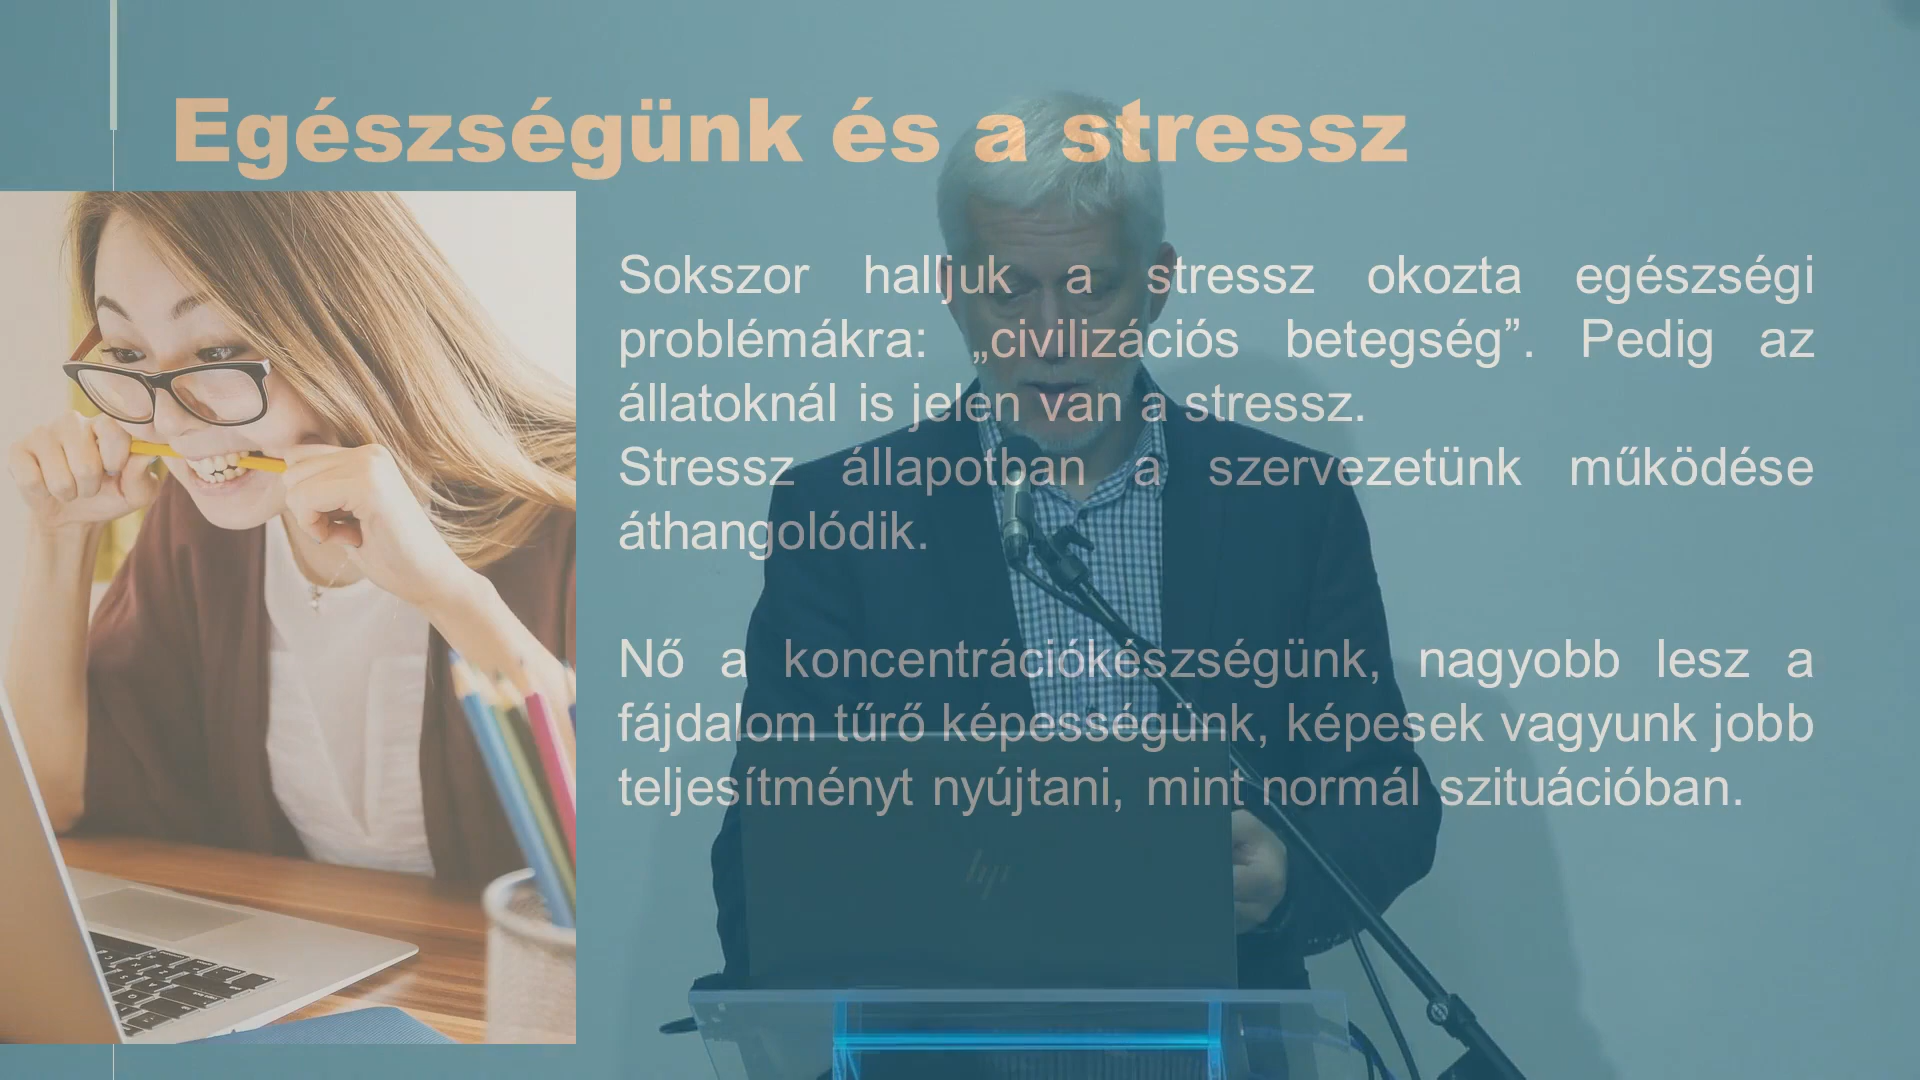 Egészségünk és a stressz
Sokszor halljuk a stressz okozta egészségi
problémákra: „civilizációs betegség”. Pedig az
állatoknál is jelen van a stressz.
Stressz állapotban a szervezetünk működése
áthangolódik.
Nő a koncentrációkészségünk, nagyobb lesz a
fájdalom tűrő képességünk, képesek vagyunk jobb
teljesítményt nyújtani, mint normál szituációban.
hp